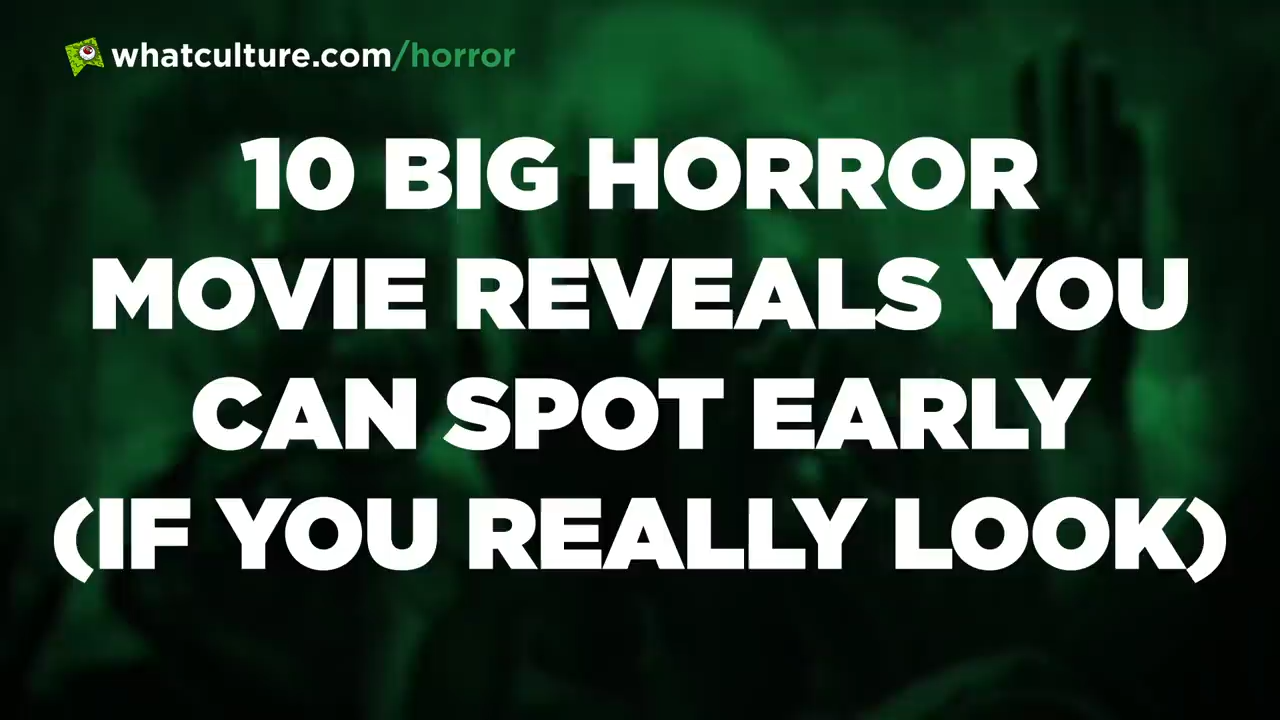 whatculture.com/horror
10 BIG HORROR
MOVIE REVEALS YOU
CAN SPOT EARLY
(IF YOU REALLY LOOK)